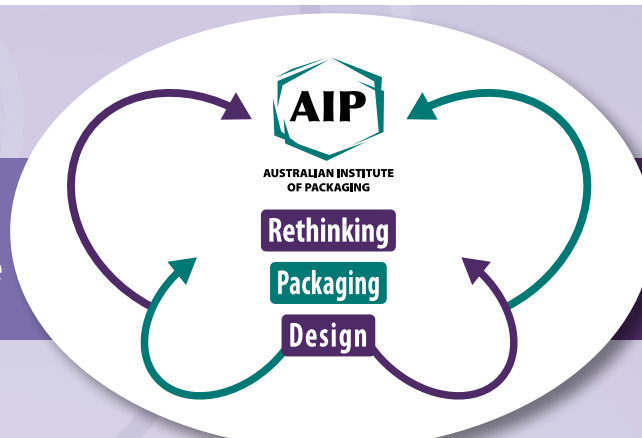 AIP
AUSTRALIAN INSTITUTE
OF PACKAGING
Rethinking
Packaging
Design